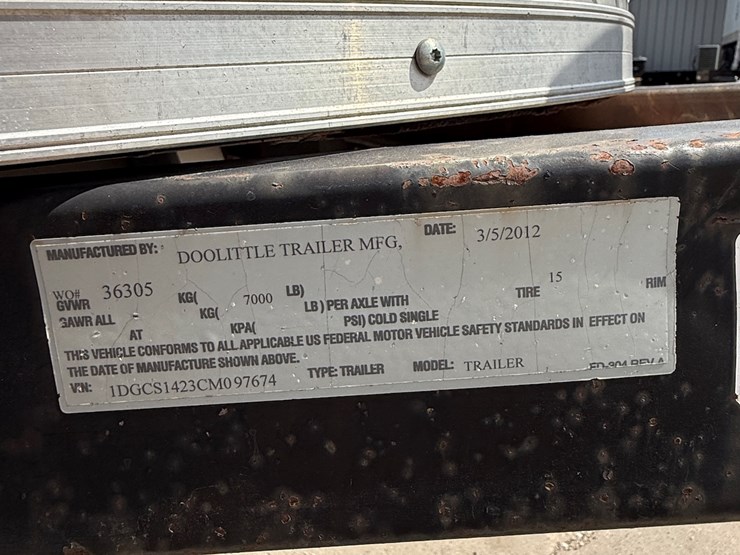 MANUFACTURED BY: DOOLITTLE TRAILER MFG, DATE: 3/5/2012
WO# 36305
GVWR KG( 7000 LB) TIRE 15 RIM
GAWR ALL KG( LB) PER AXLE WITH
AT KPA( PSI) COLD SINGLE
THIS VEHICLE CONFORMS TO ALL APPLICABLE US FEDERAL MOTOR VEHICLE SAFETY STANDARDS IN EFFECT ON
THE DATE OF MANUFACTURE SHOWN ABOVE.
VIN: 1DGCS1423CM097674 TYPE: TRAILER MODEL: TRAILER
REV A